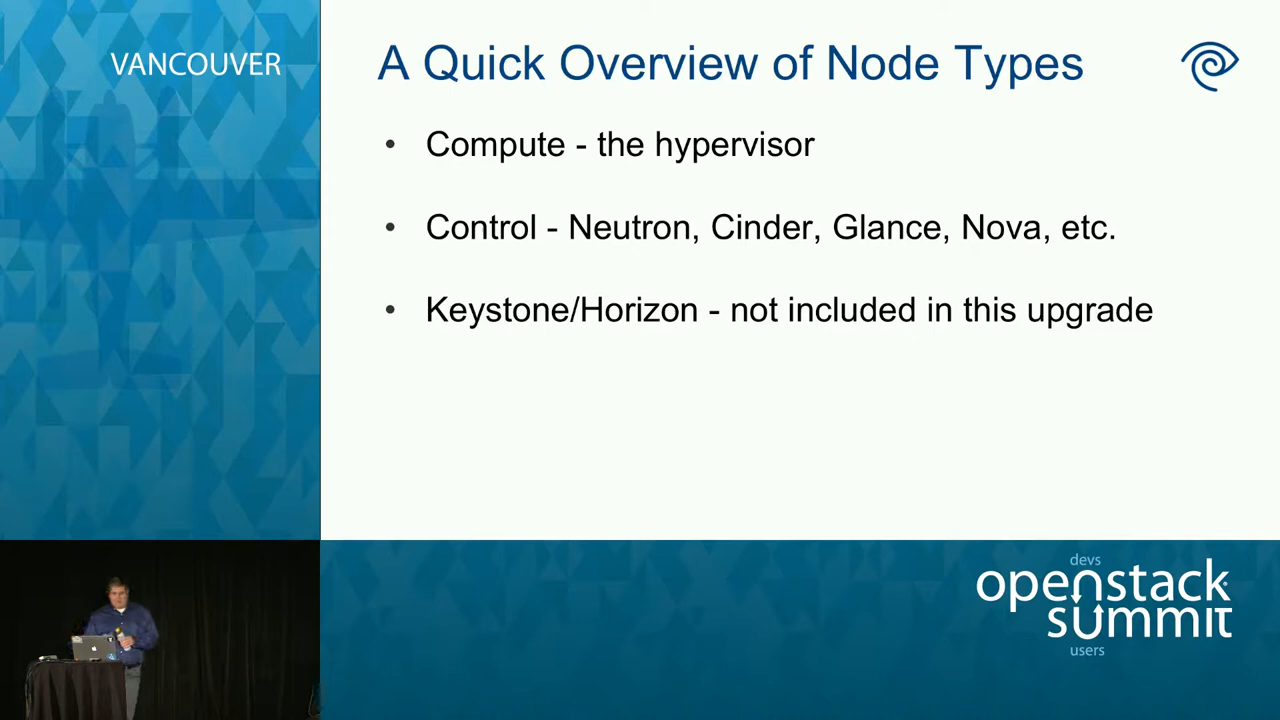 VANCOUVER
A Quick Overview of Node Types
• Compute - the hypervisor
• Control - Neutron, Cinder, Glance, Nova, etc.
• Keystone/Horizon - not included in this upgrade
devs
openstack
summit
users